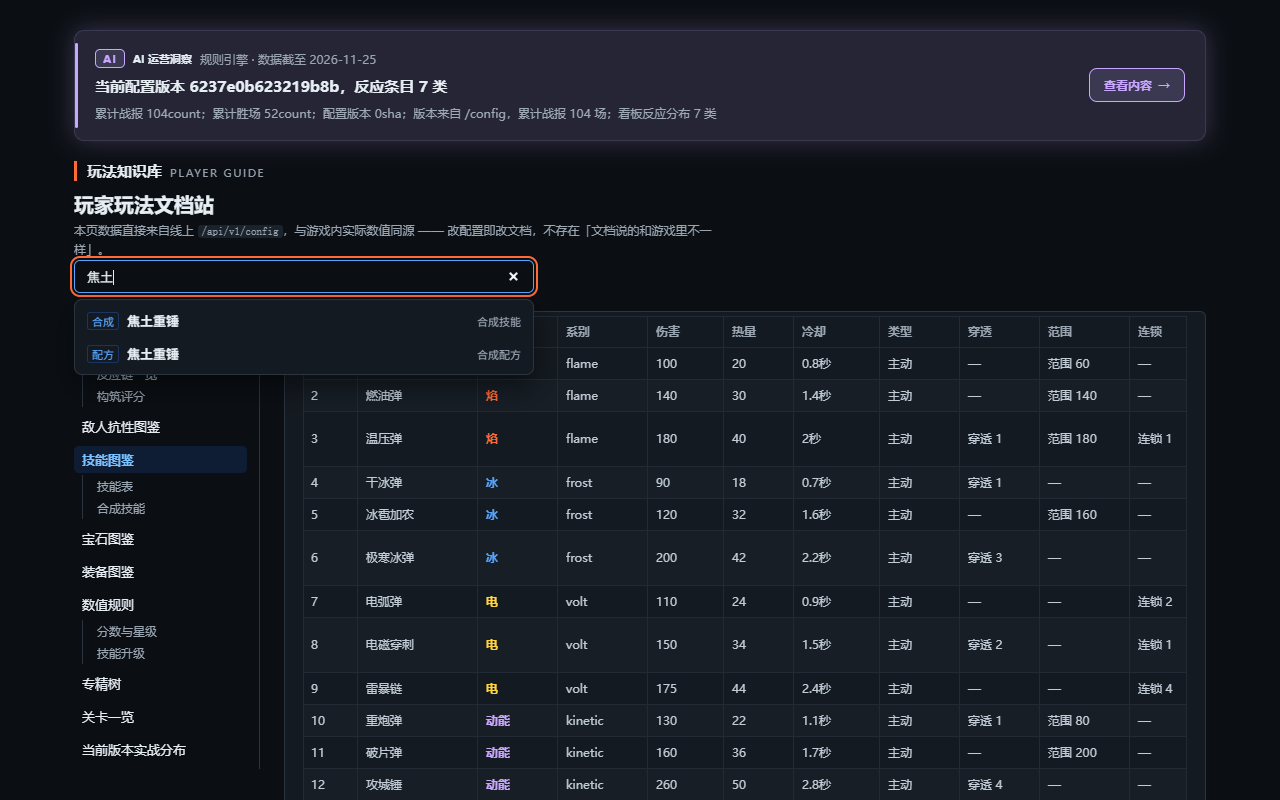 AI AI 运营洞察 规则引擎 · 数据截至 2026-11-25
当前配置版本 6237e0b623219b8b，反应条目 7 类
累计战报 104count；累计胜场 52count；配置版本 0sha；版本来自 /config，累计战报 104 场；看板反应分布 7 类
查看内容 →
玩法知识库 PLAYER GUIDE
玩家玩法文档站
本页数据直接来自线上 /api/v1/config，与游戏内实际数值同源 —— 改配置即改文档，不存在「文档说的和游戏里不一
样」。
焦土 ×
合成 焦土重锤 合成技能
配方 焦土重锤 合成配方
反应链一览
构筑评分
敌人抗性图鉴
技能图鉴
技能表
合成技能
宝石图鉴
装备图鉴
数值规则
分数与星级
技能升级
专精树
关卡一览
当前版本实战分布
系别 伤害 热量 冷却 类型 穿透 范围 连锁
flame 100 20 0.8秒 主动 — 范围 60 —
2 燃油弹 焰 flame 140 30 1.4秒 主动 — 范围 140 —
3 温压弹 焰 flame 180 40 2秒 主动 穿透 1 范围 180 连锁 1
4 干冰弹 冰 frost 90 18 0.7秒 主动 穿透 1 — —
5 冰雹加农 冰 frost 120 32 1.6秒 主动 — 范围 160 —
6 极寒冰弹 冰 frost 200 42 2.2秒 主动 穿透 3 — —
7 电弧弹 电 volt 110 24 0.9秒 主动 — — 连锁 2
8 电磁穿刺 电 volt 150 34 1.5秒 主动 穿透 2 — 连锁 1
9 雷暴链 电 volt 175 44 2.4秒 主动 — — 连锁 4
10 重炮弹 动能 kinetic 130 22 1.1秒 主动 穿透 1 范围 80 —
11 破片弹 动能 kinetic 160 36 1.7秒 主动 — 范围 200 —
12 攻城锤 动能 kinetic 260 50 2.8秒 主动 穿透 4 — —